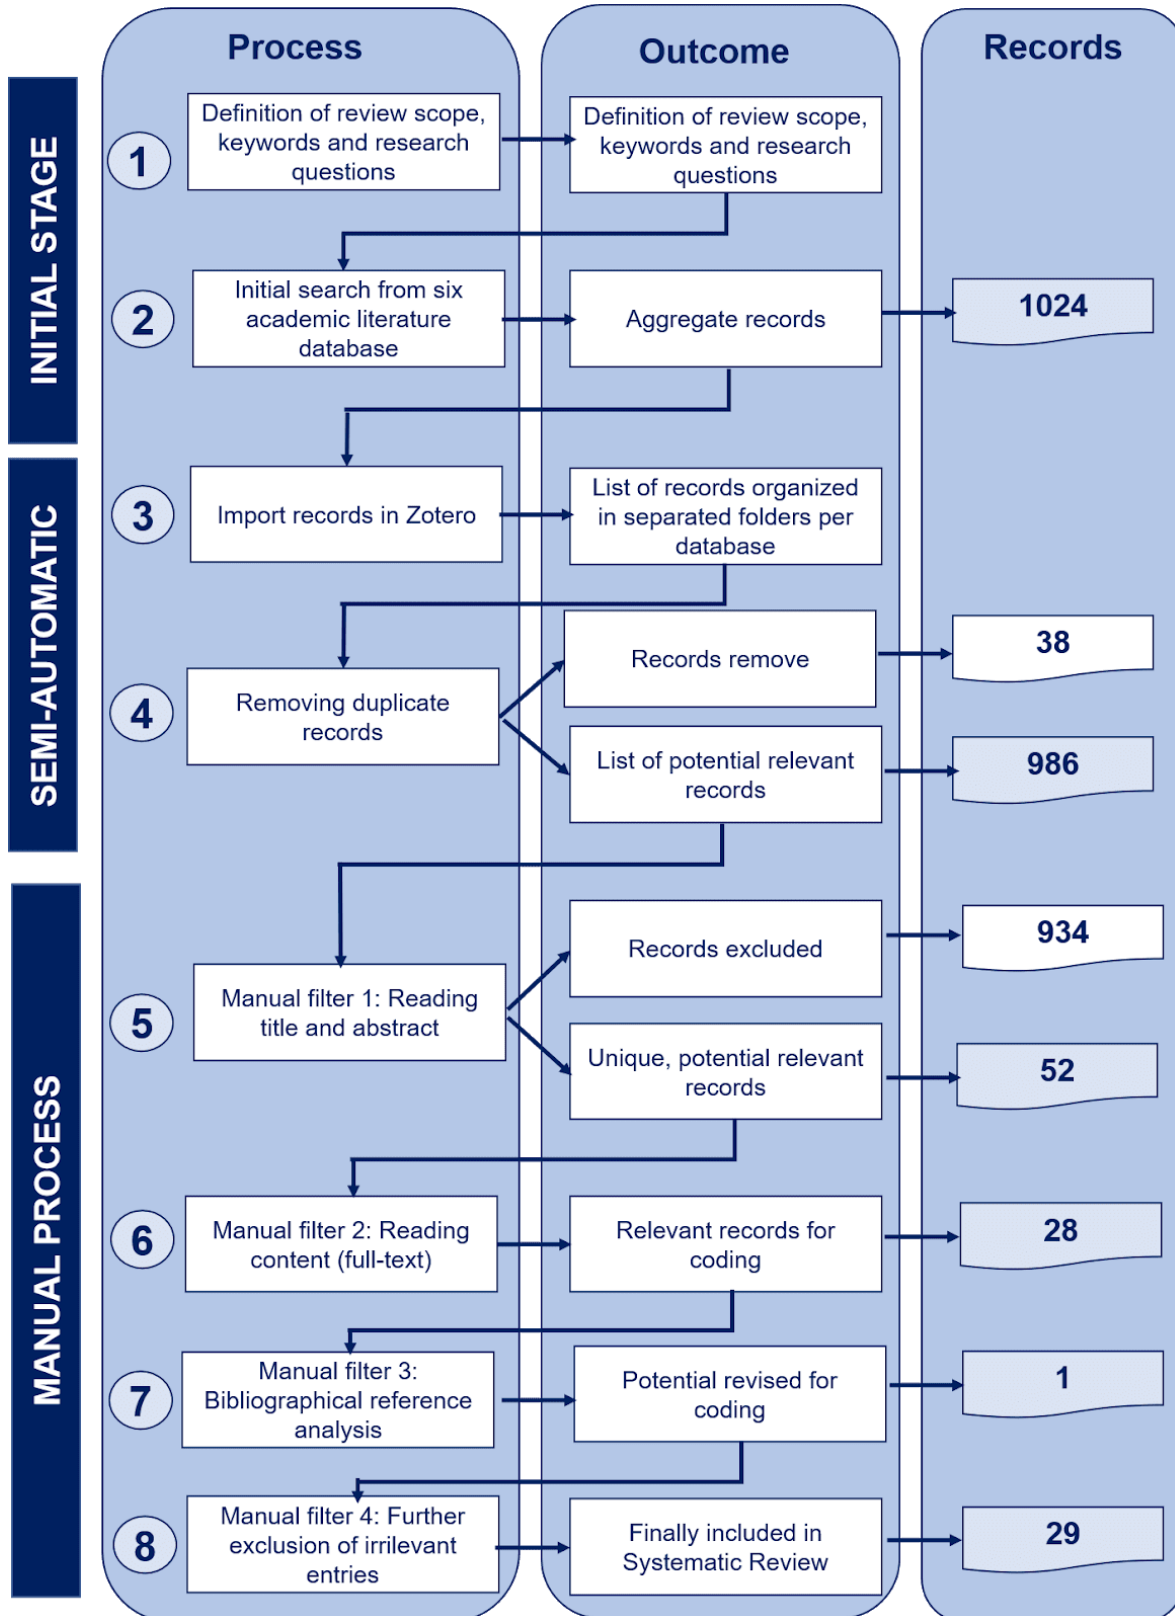 Process
Outcome
Records
INITIAL STAGE
1
Definition of review scope,
keywords and research
questions
Definition of review scope,
keywords and research
questions
2
Initial search from six
academic literature
database
Aggregate records
1024
SEMI-AUTOMATIC
3
Import records in Zotero
List of records organized
in separated folders per
database
4
Removing duplicate
records
Records remove
38
List of potential relevant
records
986
MANUAL PROCESS
5
Manual filter 1: Reading
title and abstract
Records excluded
934
Unique, potential relevant
records
52
6
Manual filter 2: Reading
content (full-text)
Relevant records for
coding
28
7
Manual filter 3:
Bibliographical reference
analysis
Potential revised for
coding
1
8
Manual filter 4: Further
exclusion of irrilevant
entries
Finally included in
Systematic Review
29